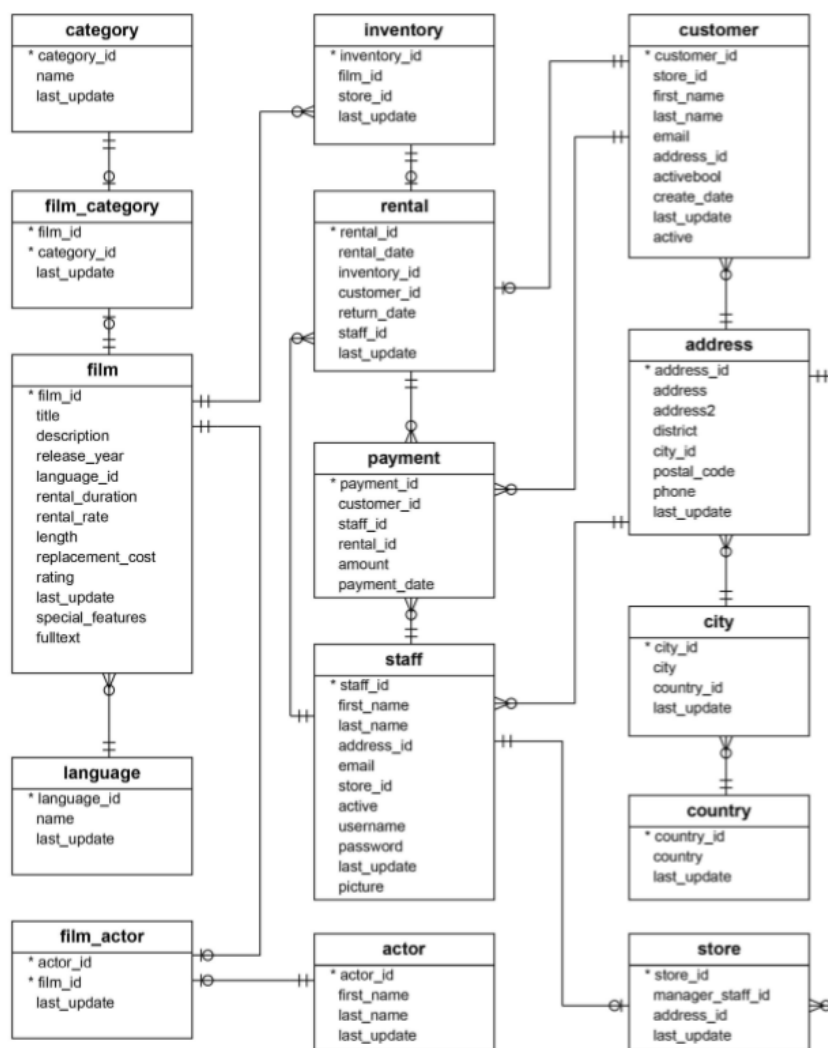 category
* category_id
name
last_update
film_category
* film_id
* category_id
last_update
film
* film_id
title
description
release_year
language_id
rental_duration
rental_rate
length
replacement_cost
rating
last_update
special_features
fulltext
language
* language_id
name
last_update
film_actor
* actor_id
* film_id
last_update
inventory
* inventory_id
film_id
store_id
last_update
rental
* rental_id
rental_date
inventory_id
customer_id
return_date
staff_id
last_update
payment
* payment_id
customer_id
staff_id
rental_id
amount
payment_date
staff
* staff_id
first_name
last_name
address_id
email
store_id
active
username
password
last_update
picture
actor
* actor_id
first_name
last_name
last_update
customer
* customer_id
store_id
first_name
last_name
email
address_id
activebool
create_date
last_update
active
address
* address_id
address
address2
district
city_id
postal_code
phone
last_update
city
* city_id
city
country_id
last_update
country
* country_id
country
last_update
store
* store_id
manager_staff_id
address_id
last_update